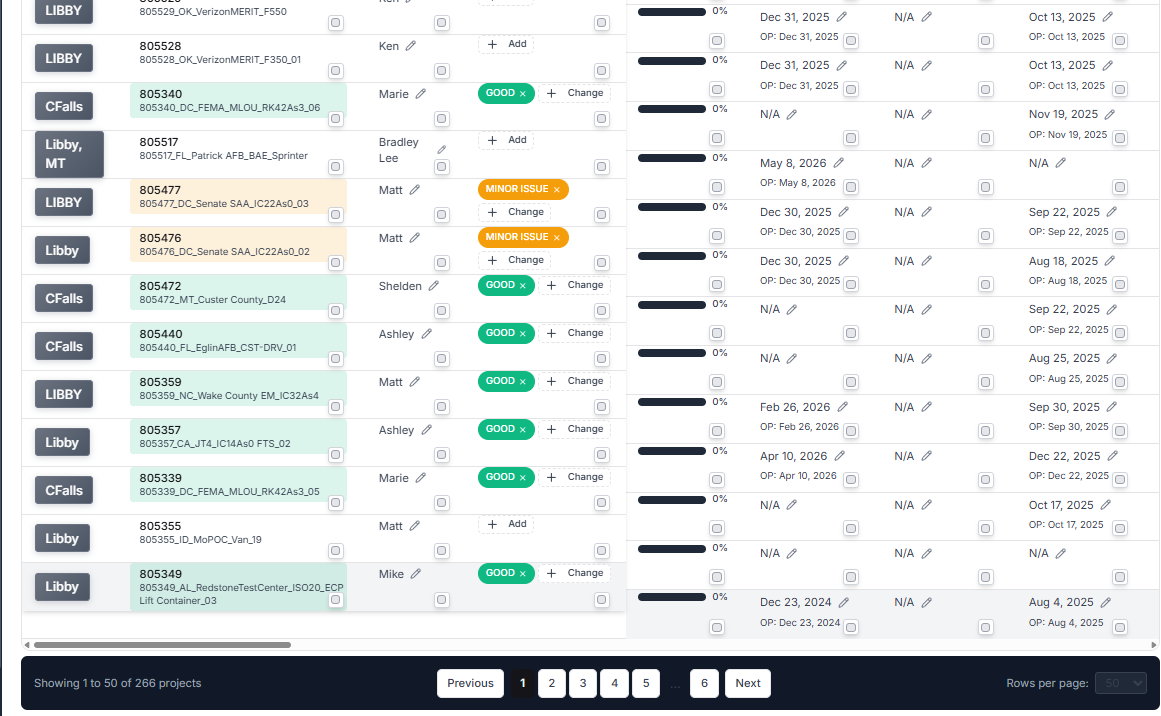 LIBBY
805529_OK_VerizonMERIT_F550
0%
Dec 31, 2025
N/A
Oct 13, 2025
OP: Dec 31, 2025
OP: Oct 13, 2025
LIBBY
805528
805528_OK_VerizonMERIT_F350_01
Ken
+ Add
0%
Dec 31, 2025
N/A
Oct 13, 2025
OP: Dec 31, 2025
OP: Oct 13, 2025
CFalls
805340
805340_DC_FEMA_MLOU_RK42As3_06
Marie
GOOD ×
+ Change
0%
N/A
N/A
Nov 19, 2025
OP: Nov 19, 2025
Libby,
MT
805517
805517_FL_Patrick AFB_BAE_Sprinter
Bradley
Lee
+ Add
0%
May 8, 2026
N/A
N/A
OP: May 8, 2026
LIBBY
805477
805477_DC_Senate SAA_IC22As0_03
Matt
MINOR ISSUE ×
+ Change
0%
Dec 30, 2025
N/A
Sep 22, 2025
OP: Dec 30, 2025
OP: Sep 22, 2025
Libby
805476
805476_DC_Senate SAA_IC22As0_02
Matt
MINOR ISSUE ×
+ Change
0%
Dec 30, 2025
N/A
Aug 18, 2025
OP: Dec 30, 2025
OP: Aug 18, 2025
CFalls
805472
805472_MT_Custer County_D24
Shelden
GOOD ×
+ Change
0%
N/A
N/A
Sep 22, 2025
OP: Sep 22, 2025
CFalls
805440
805440_FL_EglinAFB_CST-DRV_01
Ashley
GOOD ×
+ Change
0%
N/A
N/A
Aug 25, 2025
OP: Aug 25, 2025
LIBBY
805359
805359_NC_Wake County EM_IC32As4
Matt
GOOD ×
+ Change
0%
Feb 26, 2026
N/A
Sep 30, 2025
OP: Feb 26, 2026
OP: Sep 30, 2025
Libby
805357
805357_CA_JT4_IC14As0 FTS_02
Ashley
GOOD ×
+ Change
0%
Apr 10, 2026
N/A
Dec 22, 2025
OP: Apr 10, 2026
OP: Dec 22, 2025
CFalls
805339
805339_DC_FEMA_MLOU_RK42As3_05
Marie
GOOD ×
+ Change
0%
N/A
N/A
Oct 17, 2025
OP: Oct 17, 2025
Libby
805355
805355_ID_MoPOC_Van_19
Matt
+ Add
0%
N/A
N/A
N/A
Libby
805349
805349_AL_RedstoneTestCenter_ISO20_ECP
Lift Container_03
Mike
GOOD ×
+ Change
0%
Dec 23, 2024
N/A
Aug 4, 2025
OP: Dec 23, 2024
OP: Aug 4, 2025
Showing 1 to 50 of 266 projects
Previous 1 2 3 4 5 ... 6 Next
Rows per page: 50